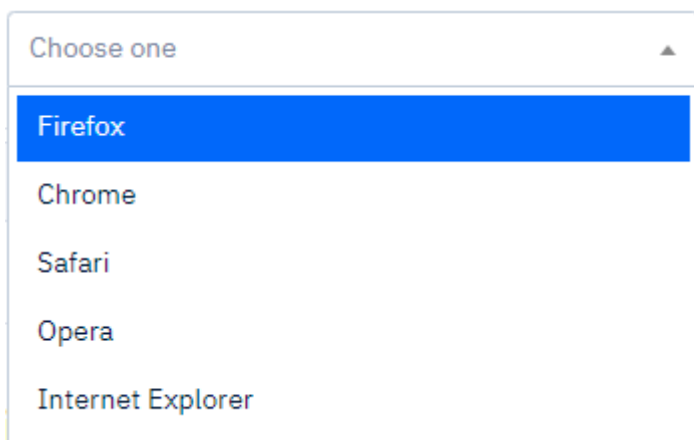 Choose one
Firefox
Chrome
Safari
Opera
Internet Explorer